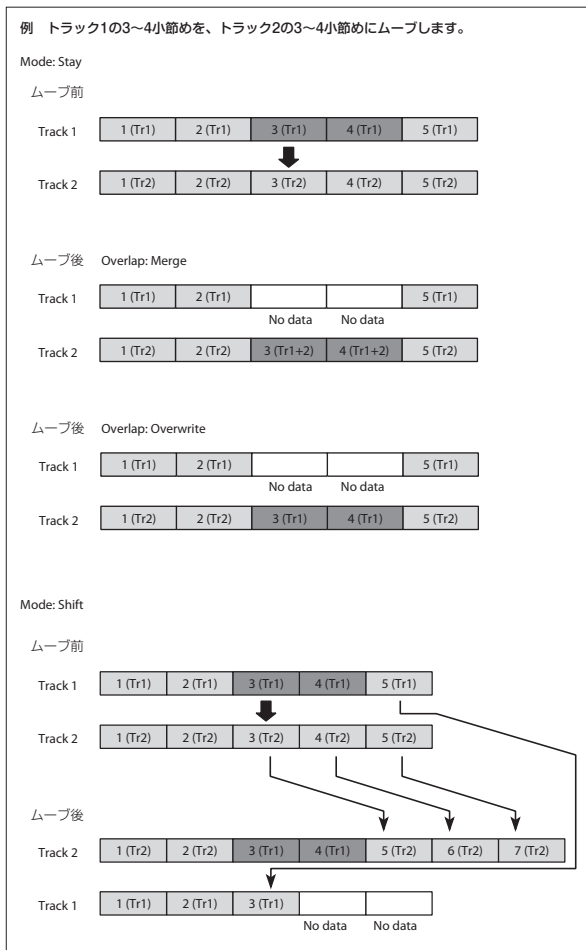 例　トラック1の3〜4小節めを、トラック2の3〜4小節めにムーブします。
Mode: Stay
ムーブ前
Track 1 1 (Tr1) 2 (Tr1) 3 (Tr1) 4 (Tr1) 5 (Tr1)
Track 2 1 (Tr2) 2 (Tr2) 3 (Tr2) 4 (Tr2) 5 (Tr2)
ムーブ後 Overlap: Merge
Track 1 1 (Tr1) 2 (Tr1) 5 (Tr1)
No data No data
Track 2 1 (Tr2) 2 (Tr2) 3 (Tr1+2) 4 (Tr1+2) 5 (Tr2)
ムーブ後 Overlap: Overwrite
Track 1 1 (Tr1) 2 (Tr1) 5 (Tr1)
No data No data
Track 2 1 (Tr2) 2 (Tr2) 3 (Tr1) 4 (Tr1) 5 (Tr2)
Mode: Shift
ムーブ前
Track 1 1 (Tr1) 2 (Tr1) 3 (Tr1) 4 (Tr1) 5 (Tr1)
Track 2 1 (Tr2) 2 (Tr2) 3 (Tr2) 4 (Tr2) 5 (Tr2)
ムーブ後
Track 2 1 (Tr2) 2 (Tr2) 3 (Tr1) 4 (Tr1) 5 (Tr2) 6 (Tr2) 7 (Tr2)
Track 1 1 (Tr1) 2 (Tr1) 3 (Tr1)
No data No data